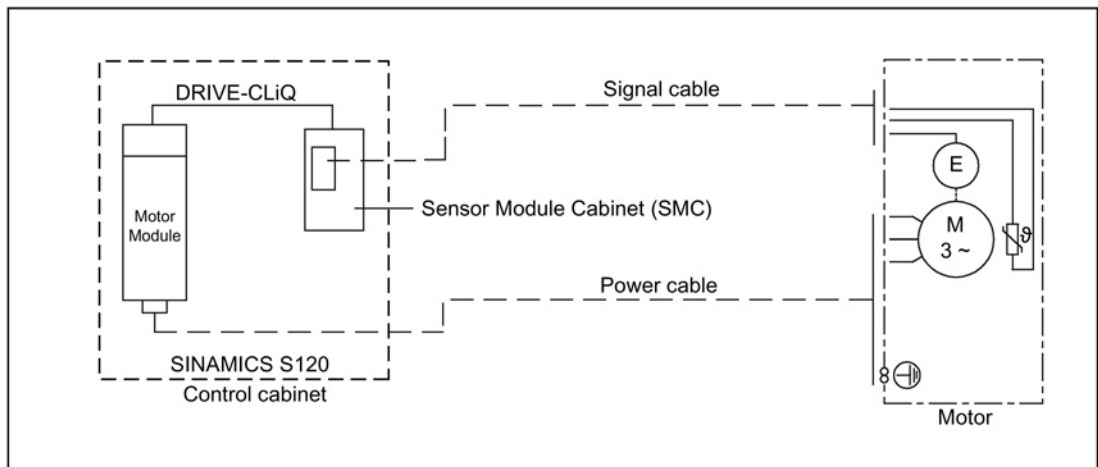 DRIVE-CLiQ
Signal cable
E
Motor
Module
Sensor Module Cabinet (SMC)
M
3 ~
ϑ
Power cable
SINAMICS S120
Control cabinet
Motor